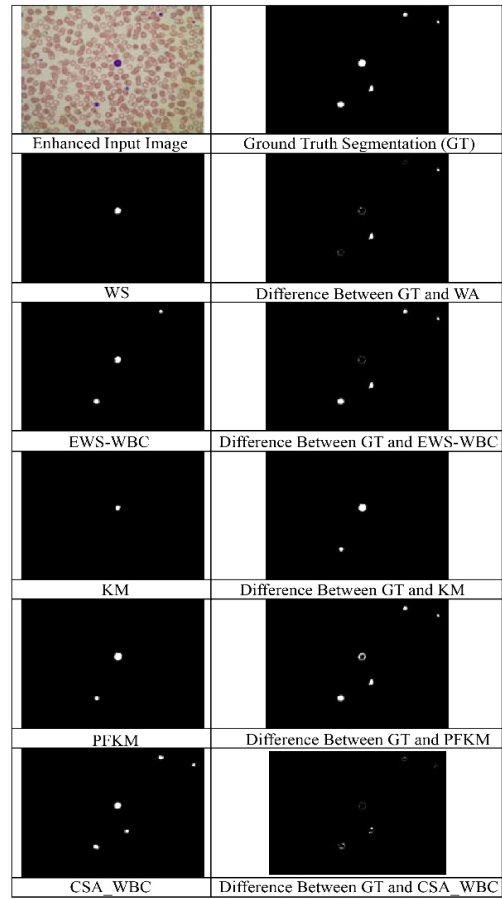 Enhanced Input Image
Ground Truth Segmentation (GT)
WS
Difference Between GT and WA
EWS-WBC
Difference Between GT and EWS-WBC
KM
Difference Between GT and KM
PFKM
Difference Between GT and PFKM
CSA_WBC
Difference Between GT and CSA_WBC